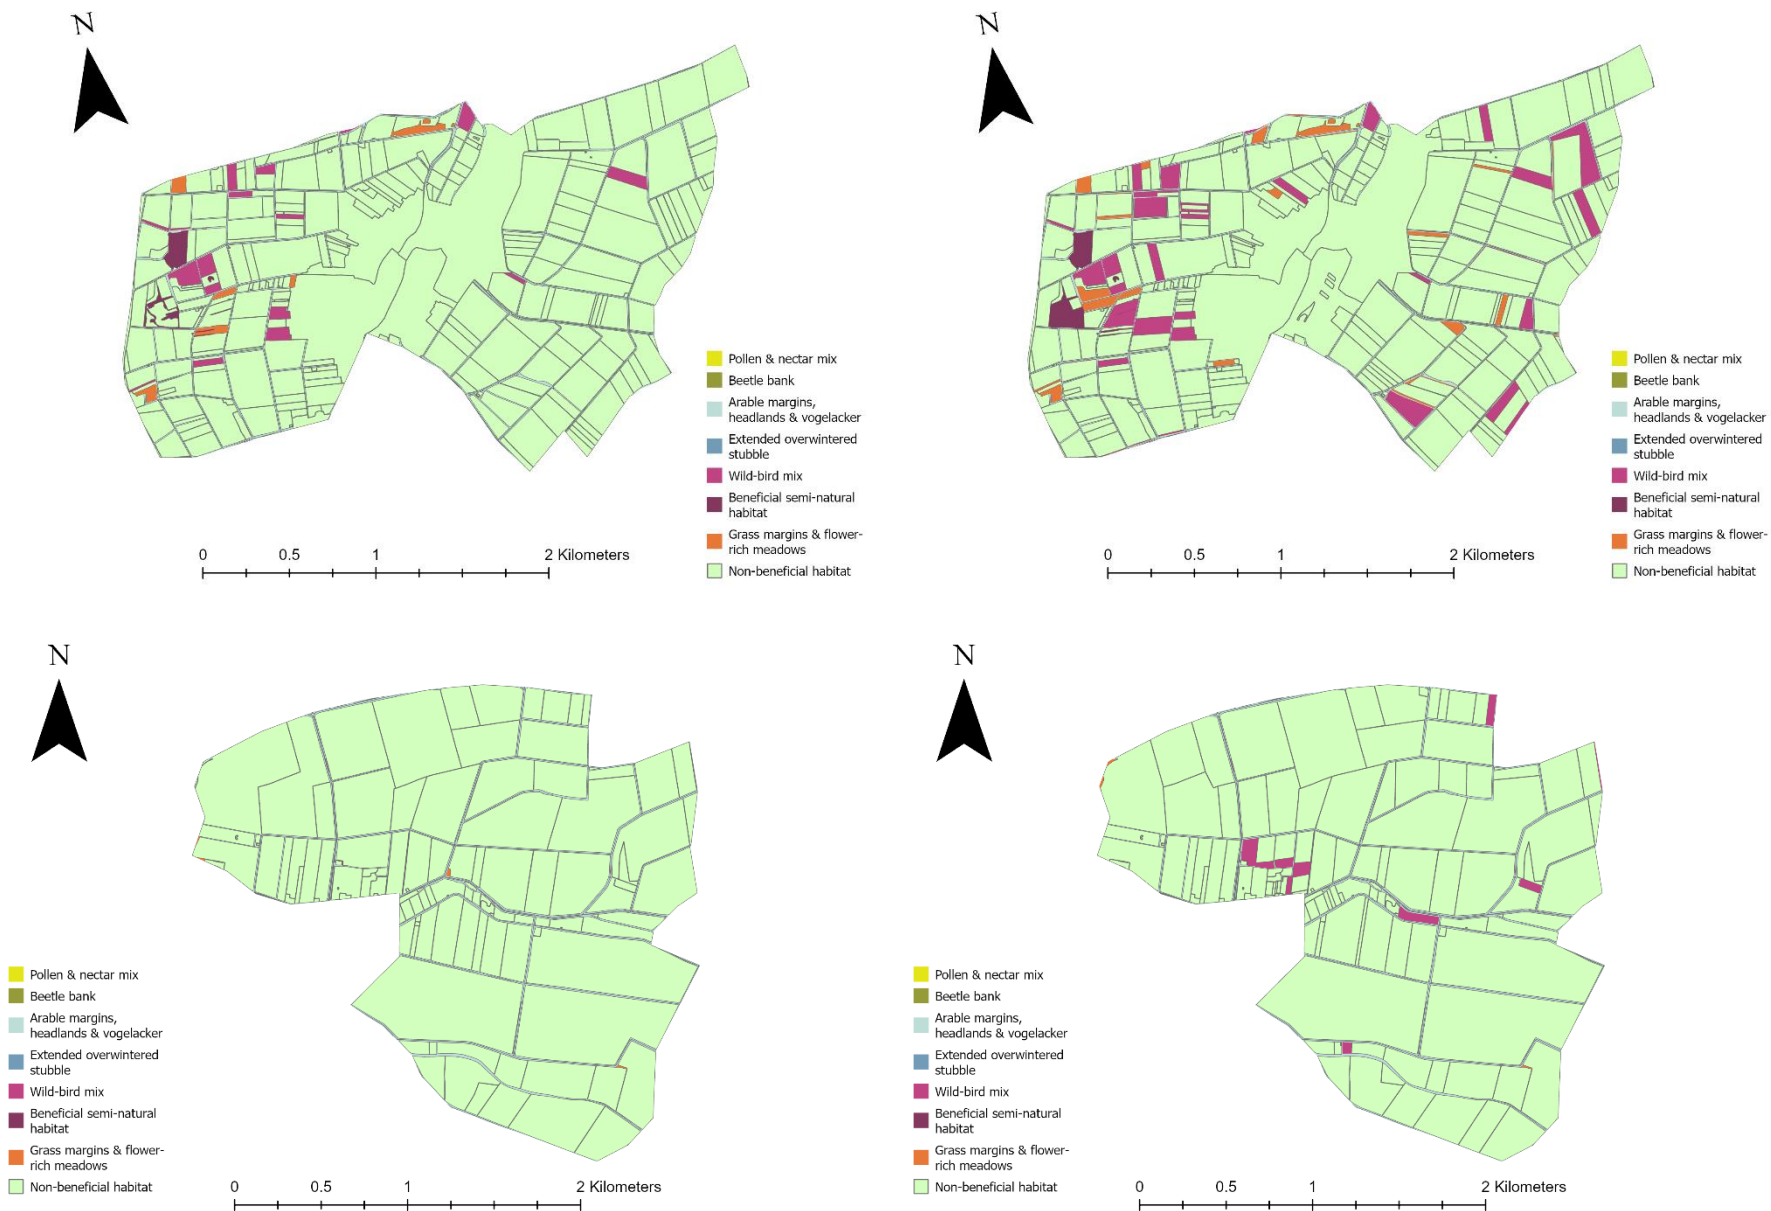 N
Pollen & nectar mix
Beetle bank
Arable margins,
headlands & vogelacker
Extended overwintered
stubble
Wild-bird mix
Beneficial semi-natural
habitat
Grass margins & flower-
rich meadows
Non-beneficial habitat
0 0.5 1 2 Kilometers
N
Pollen & nectar mix
Beetle bank
Arable margins,
headlands & vogelacker
Extended overwintered
stubble
Wild-bird mix
Beneficial semi-natural
habitat
Grass margins & flower-
rich meadows
Non-beneficial habitat
0 0.5 1 2 Kilometers
N
Pollen & nectar mix
Beetle bank
Arable margins,
headlands & vogelacker
Extended overwintered
stubble
Wild-bird mix
Beneficial semi-natural
habitat
Grass margins & flower-
rich meadows
Non-beneficial habitat
0 0.5 1 2 Kilometers
N
Pollen & nectar mix
Beetle bank
Arable margins,
headlands & vogelacker
Extended overwintered
stubble
Wild-bird mix
Beneficial semi-natural
habitat
Grass margins & flower-
rich meadows
Non-beneficial habitat
0 0.5 1 2 Kilometers